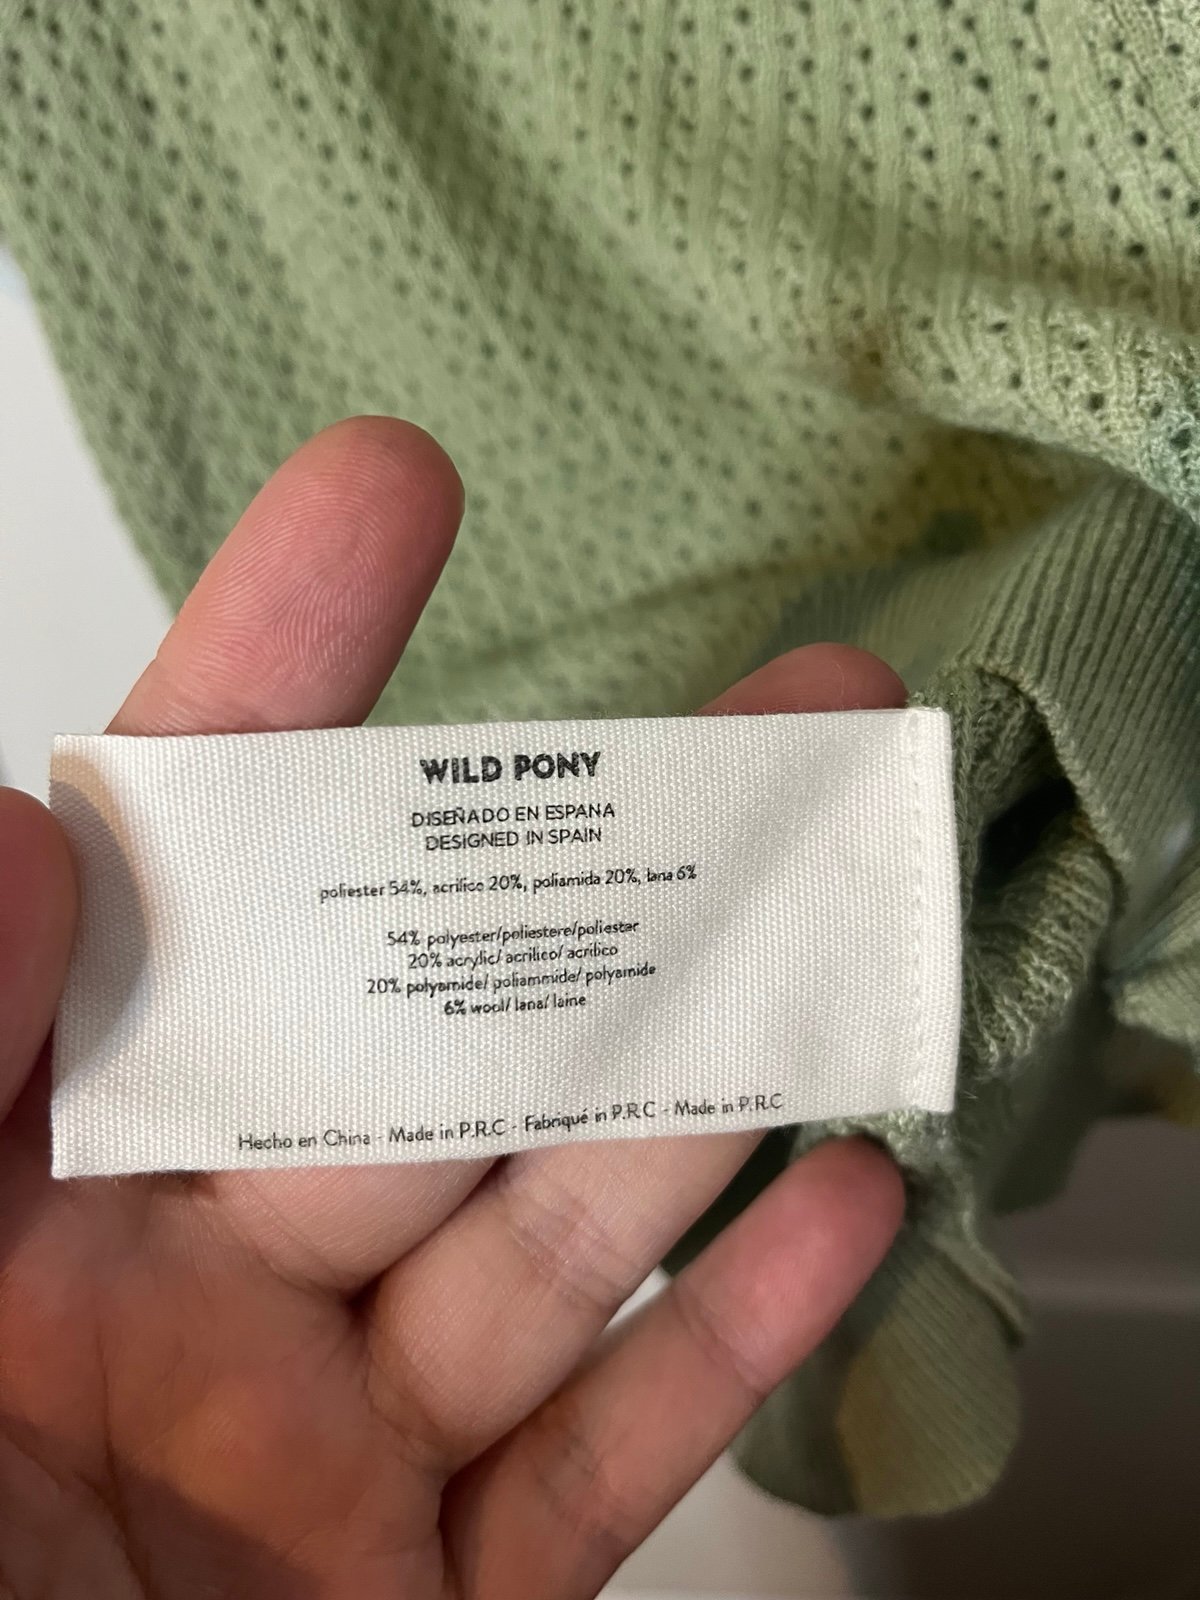 WILD PONY
DISEÑADO EN ESPANA
DESIGNED IN SPAIN
poliester 54%, acrilico 20%, poliamida 20%, lana 6%
54% polyester/poliestere/poliestar
20% acrylic/ acrilico/ acribico
20% polyamide/ poliammide/ polyamide
6% wool/ lana/ laine
Hecho en China - Made in P.R.C - Fabriqué in P.R.C - Made in P.R.C